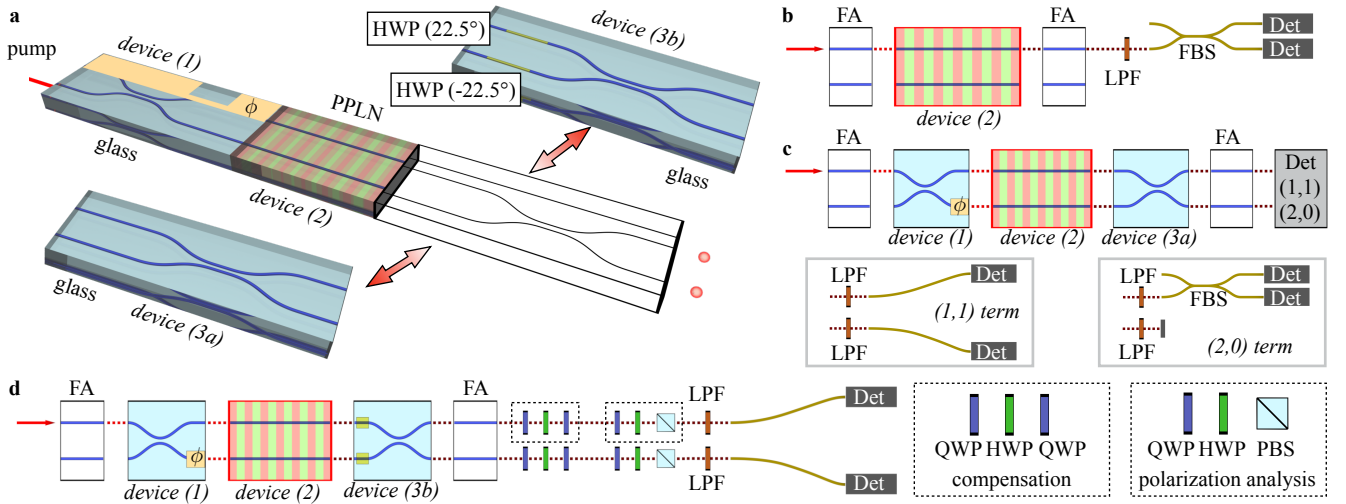 a
pump
device (1)
ϕ
PPLN
glass
device (2)
HWP (22.5°)
HWP (-22.5°)
device (3b)
glass
glass
device (3a)
b
FA
FA
device (2)
LPF
FBS
Det
Det
c
FA
FA
ϕ
device (1)
device (2)
device (3a)
Det
(1,1)
(2,0)
LPF
LPF
Det
Det
(1,1) term
LPF
LPF
FBS
Det
Det
(2,0) term
d
FA
FA
ϕ
device (1)
device (2)
device (3b)
LPF
LPF
Det
Det
QWP HWP QWP
compensation
QWP HWP PBS
polarization analysis